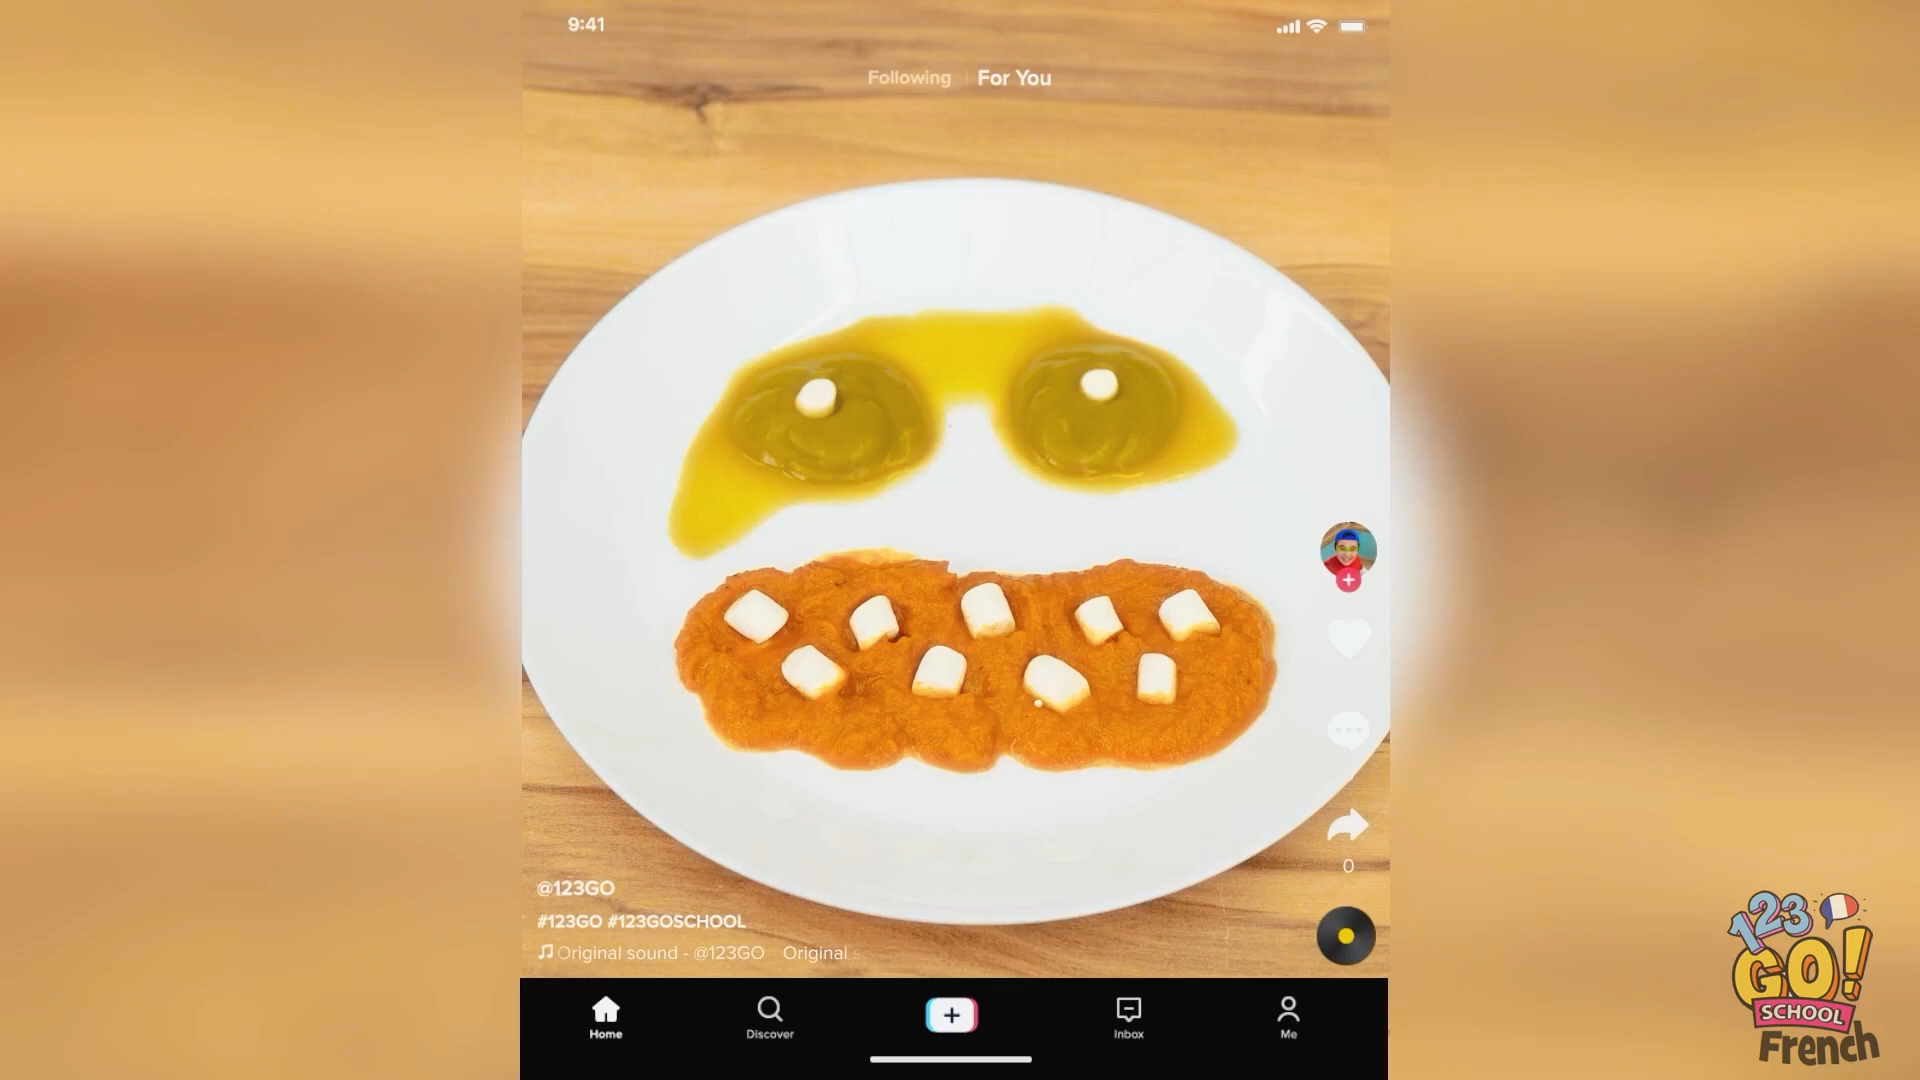 9:41
Following
For You
0
@123GO
#123GO #123GOSCHOOL
Original sound - @123GO Original s
Home
Discover
Inbox
Me
123
GO!
SCHOOL
French